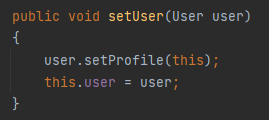 public void setUser(User user)
{
    user.setProfile(this);
    this.user = user;
}